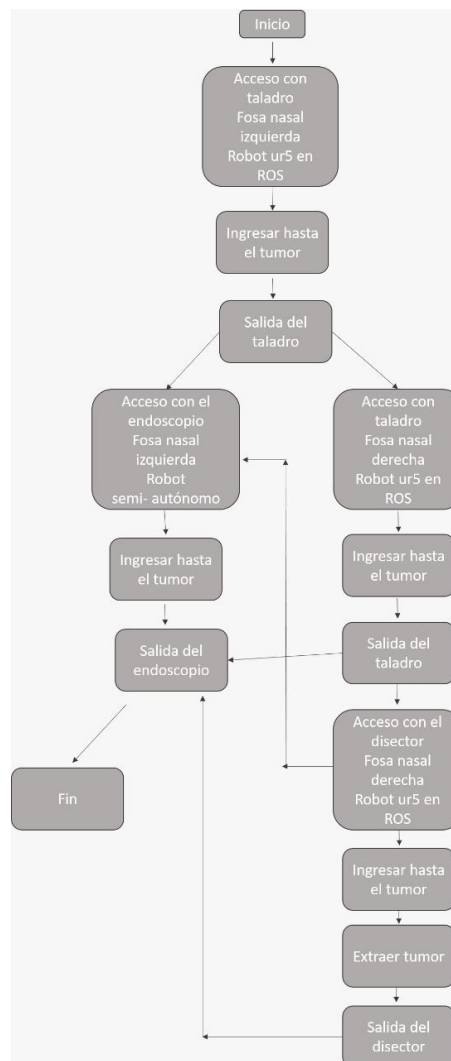 Inicio
Acceso con
taladro
Fosa nasal
izquierda
Robot ur5 en
ROS
Ingresar hasta
el tumor
Salida del
taladro
Acceso con el
endoscopio
Fosa nasal
izquierda
Robot
semi- autónomo
Ingresar hasta
el tumor
Salida del
endoscopio
Fin
Acceso con
taladro
Fosa nasal
derecha
Robot ur5 en
ROS
Ingresar hasta
el tumor
Salida del
taladro
Acceso con el
disector
Fosa nasal
derecha
Robot ur5 en
ROS
Ingresar hasta
el tumor
Extraer tumor
Salida del
disector